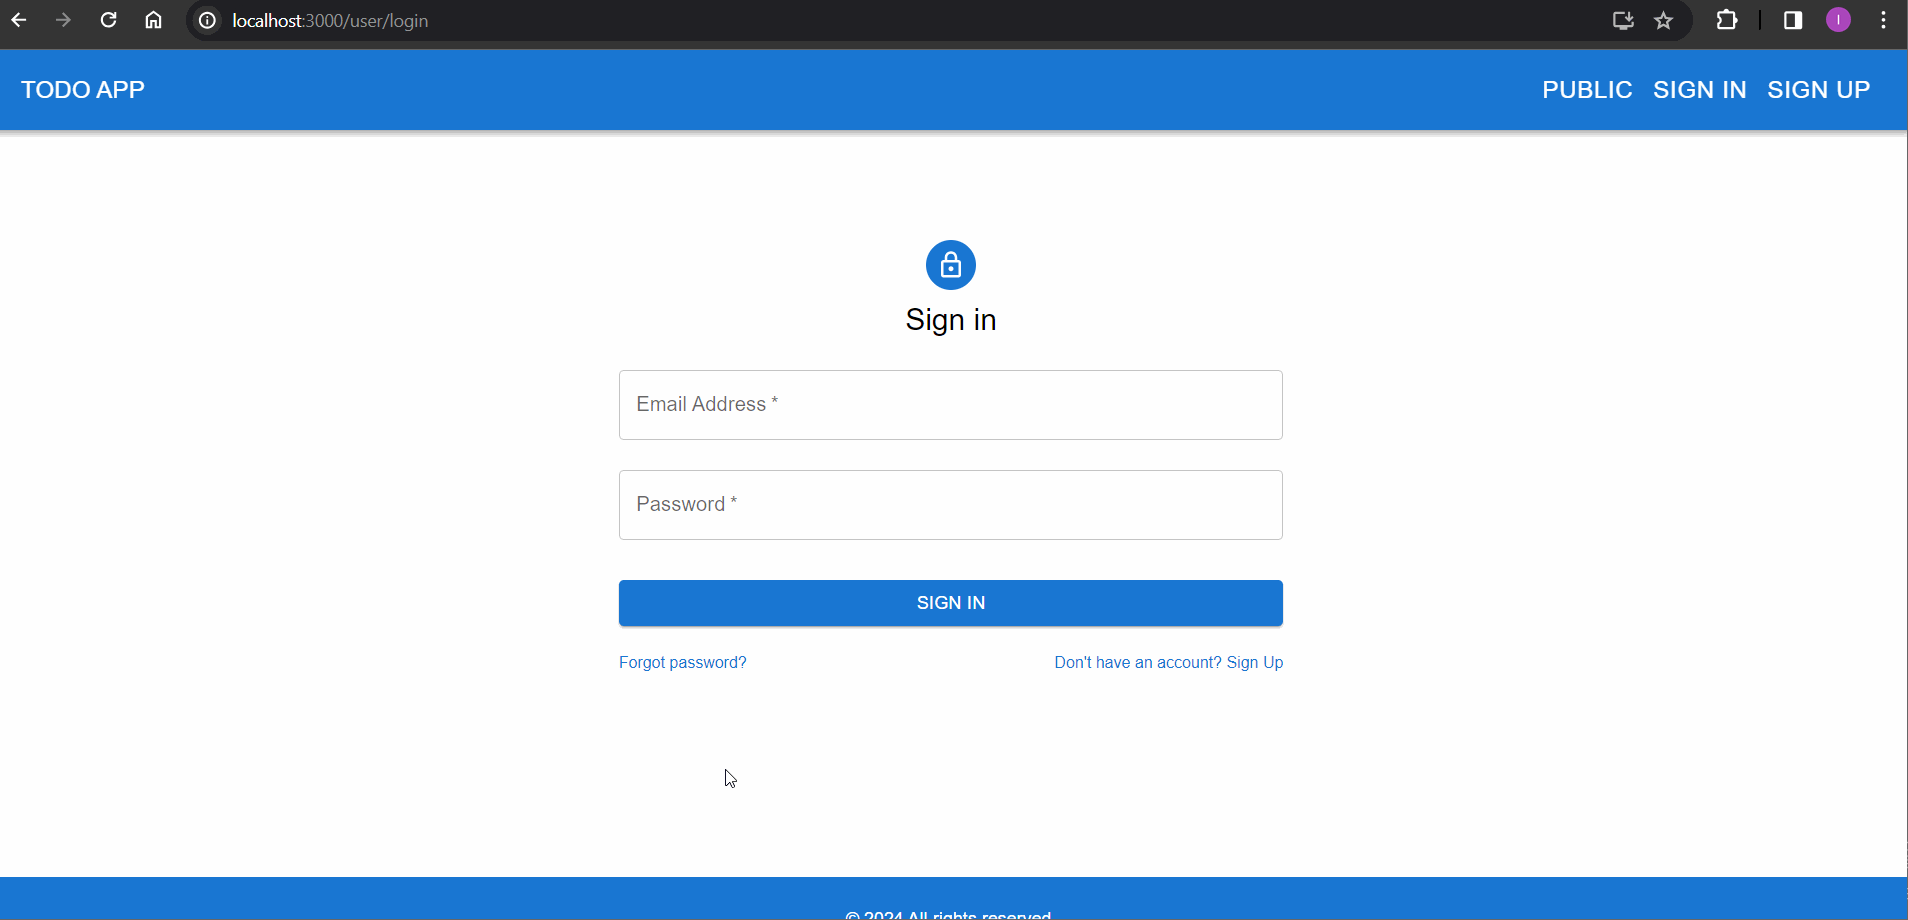 localhost:3000/user/login
I
TODO APP
PUBLIC SIGN IN SIGN UP
Sign in
Email Address *
Password *
SIGN IN
Forgot password? Don't have an account? Sign Up
© 2024 All rights reserved